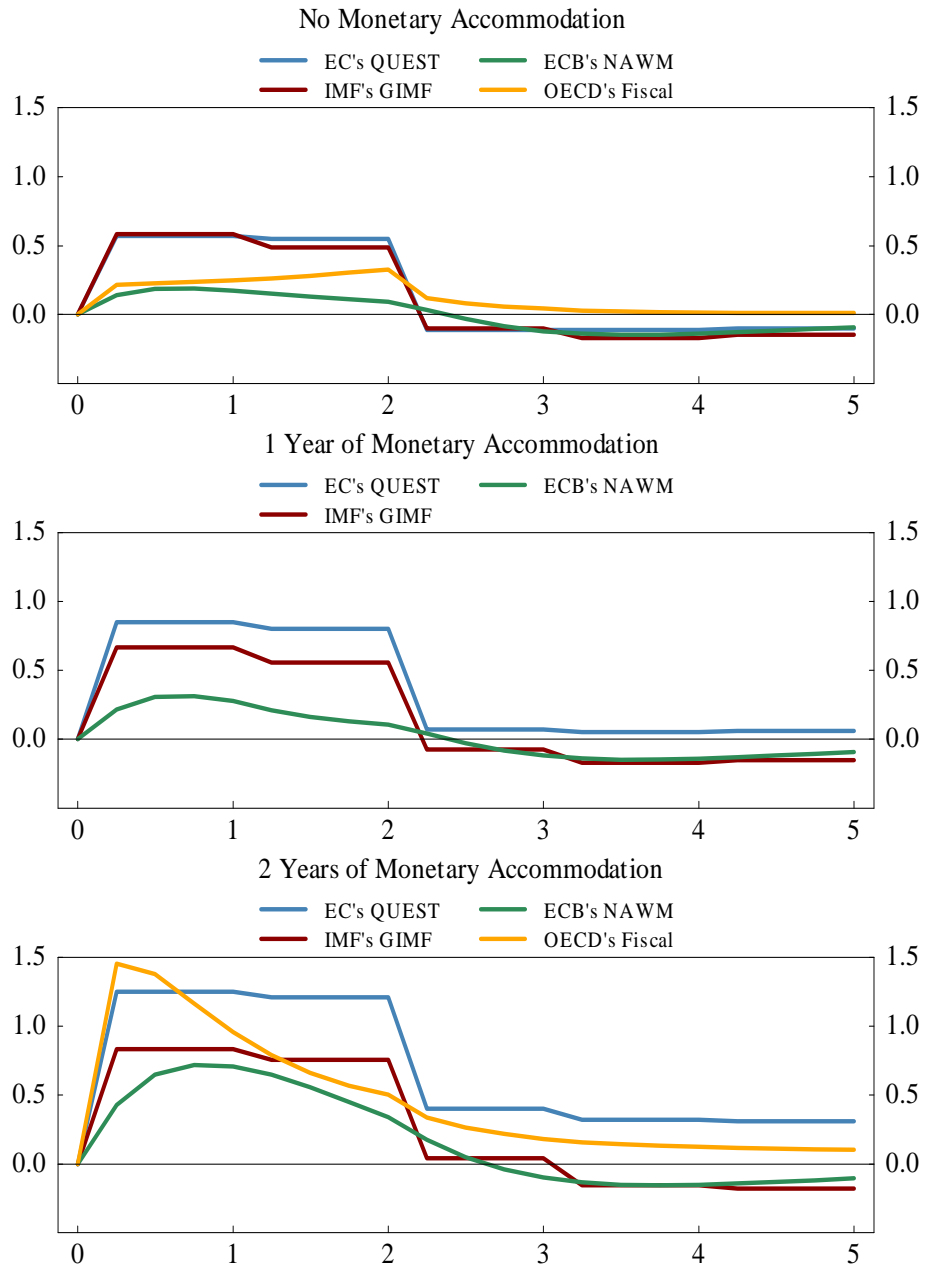 No Monetary Accommodation
EC's QUEST ECB's NAWM
IMF's GIMF OECD's Fiscal
1.5 1.5
1.0 1.0
0.5 0.5
0.0 0.0
0 1 2 3 4 5
1 Year of Monetary Accommodation
EC's QUEST ECB's NAWM
IMF's GIMF
1.5 1.5
1.0 1.0
0.5 0.5
0.0 0.0
0 1 2 3 4 5
2 Years of Monetary Accommodation
EC's QUEST ECB's NAWM
IMF's GIMF OECD's Fiscal
1.5 1.5
1.0 1.0
0.5 0.5
0.0 0.0
0 1 2 3 4 5